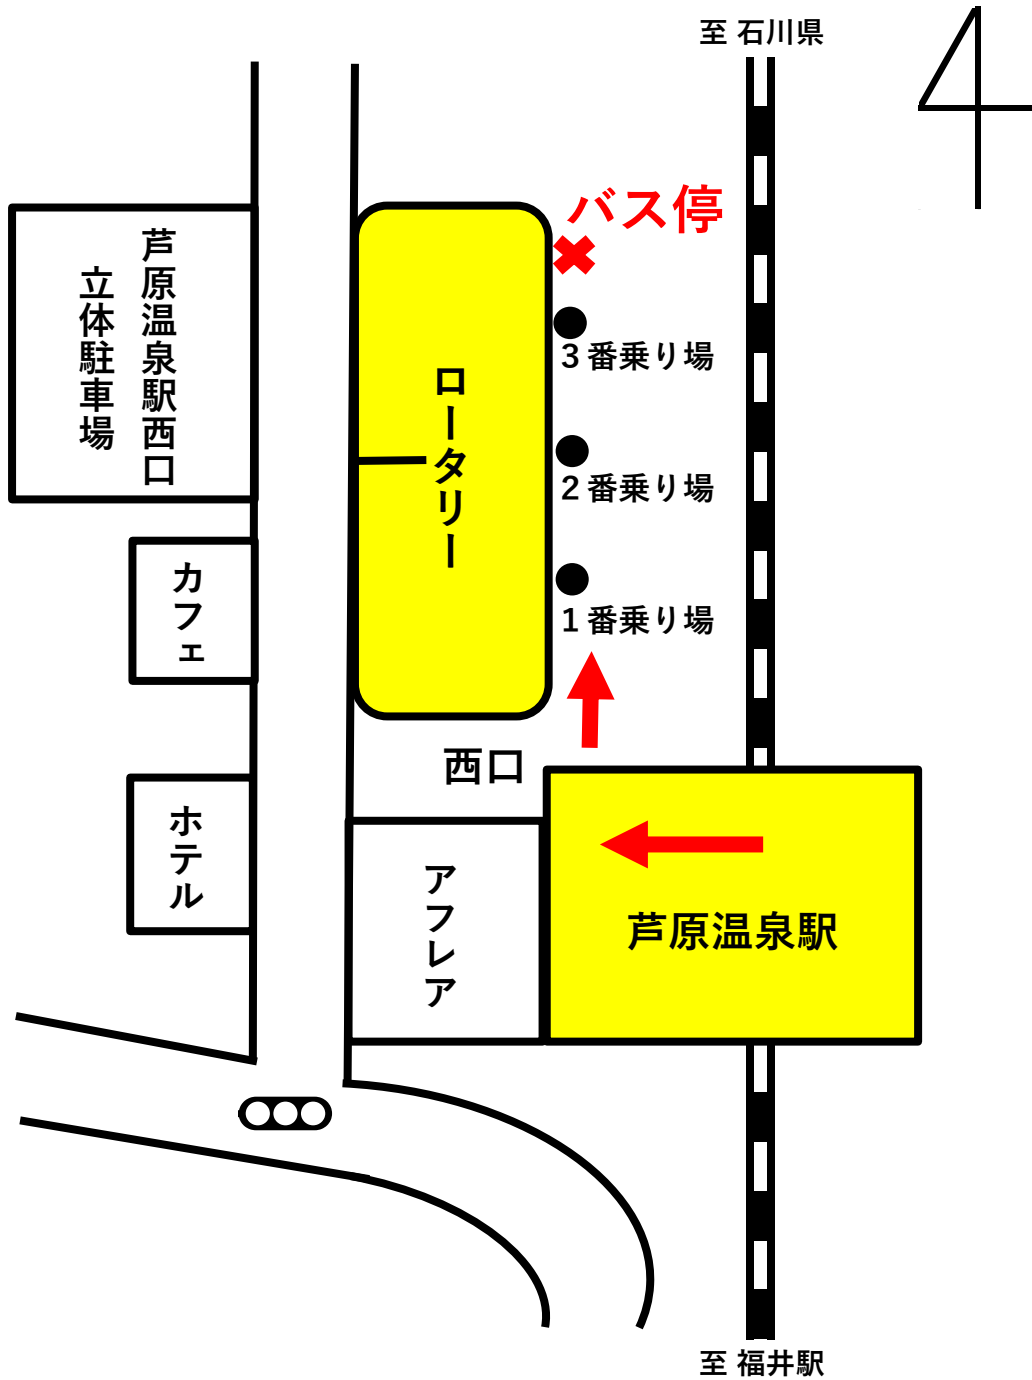 至 石川県
バス停
3番乗り場
2番乗り場
1番乗り場
芦原温泉駅西口
立体駐車場
ロータリー
カフェ
西口
ホテル
アフレア
芦原温泉駅
至 福井駅